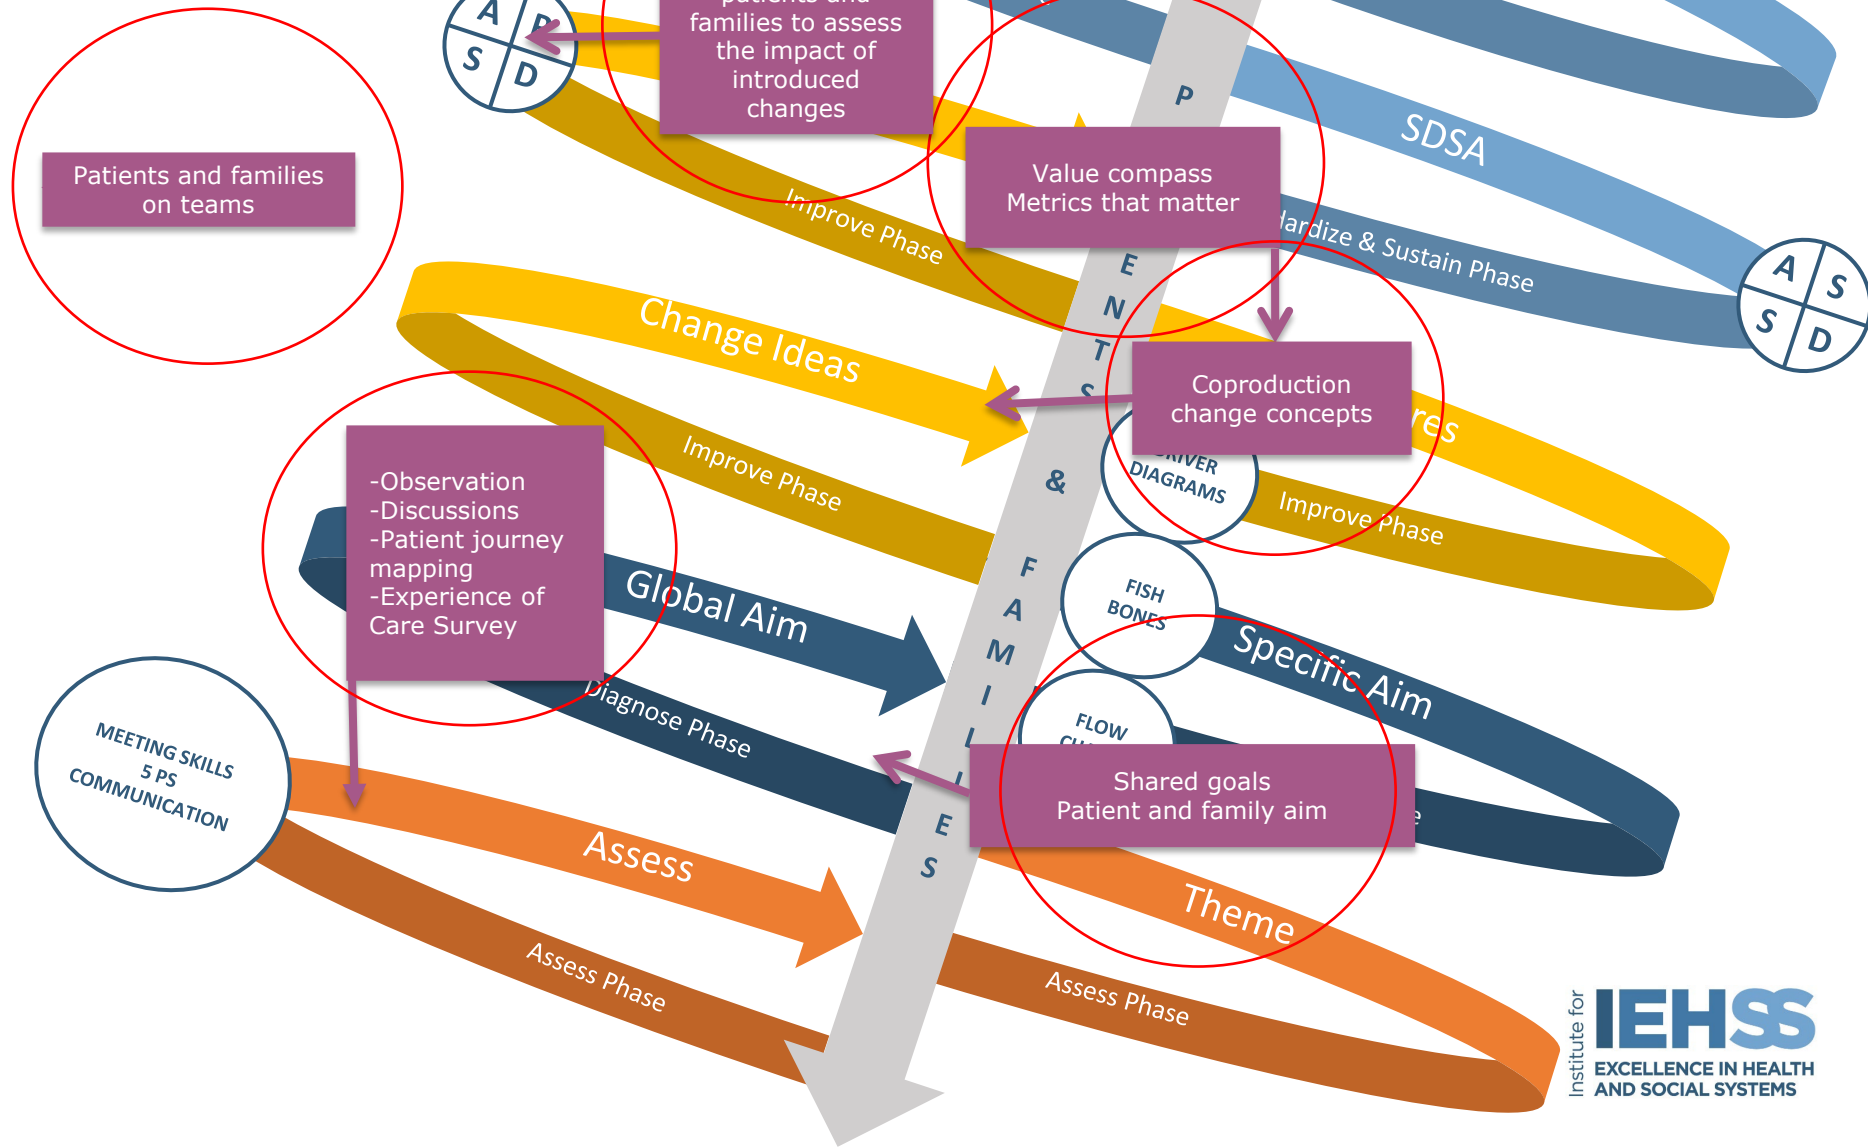 patients and
families to assess
the impact of
introduced
changes
A
P
S
D
Patients and families
on teams
Value compass
Metrics that matter
SDSA
Improve Phase
& Sustain Phase
A
S
S
D
Change Ideas
Coproduction
change concepts
Improve Phase
DIAGRAMS
Improve Phase
-Observation
-Discussions
-Patient journey
mapping
-Experience of
Care Survey
Global Aim
Diagnose Phase
FISH
BONES
Specific Aim
FLOW
Shared goals
Patient and family aim
MEETING SKILLS
5 PS
COMMUNICATION
Assess
Assess Phase
Theme
Assess Phase
P
E
N
T
S
&
F
A
M
I
L
I
E
S
Institute for
IEHSS
EXCELLENCE IN HEALTH
AND SOCIAL SYSTEMS